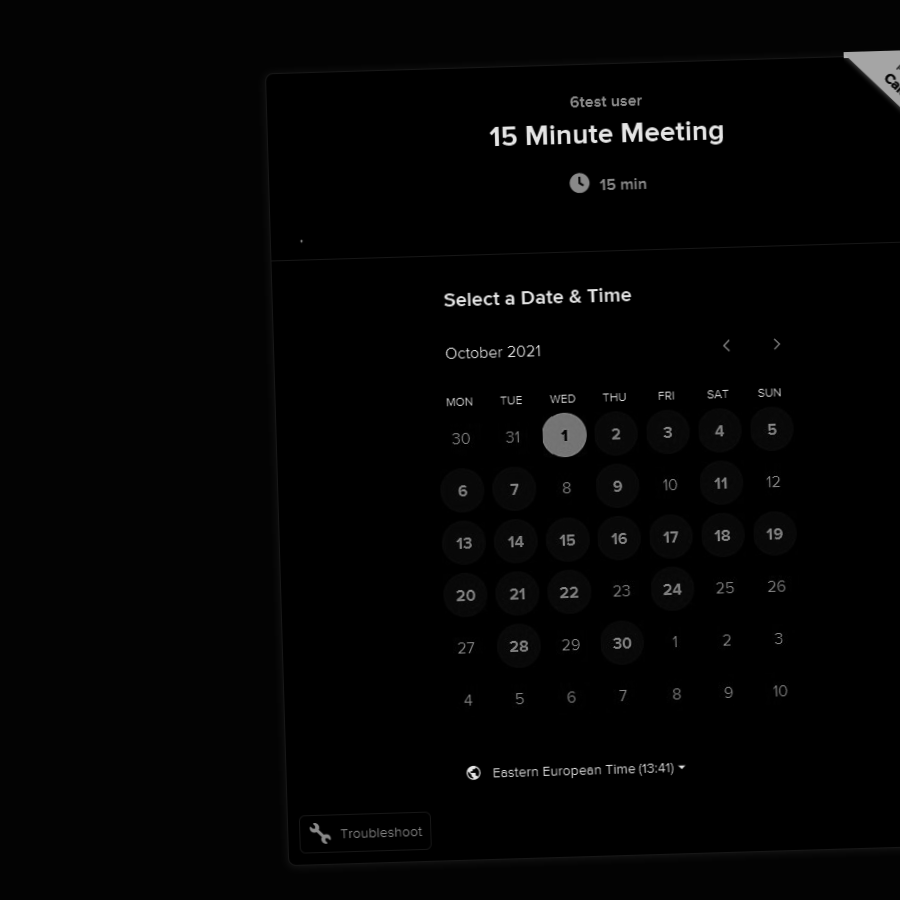 6test user
15 Minute Meeting
15 min
Select a Date & Time
October 2021
MON TUE WED THU FRI SAT SUN
30 31 1 2 3 4 5
6 7 8 9 10 11 12
13 14 15 16 17 18 19
20 21 22 23 24 25 26
27 28 29 30 1 2 3
4 5 6 7 8 9 10
Eastern European Time (13:41)
Troubleshoot